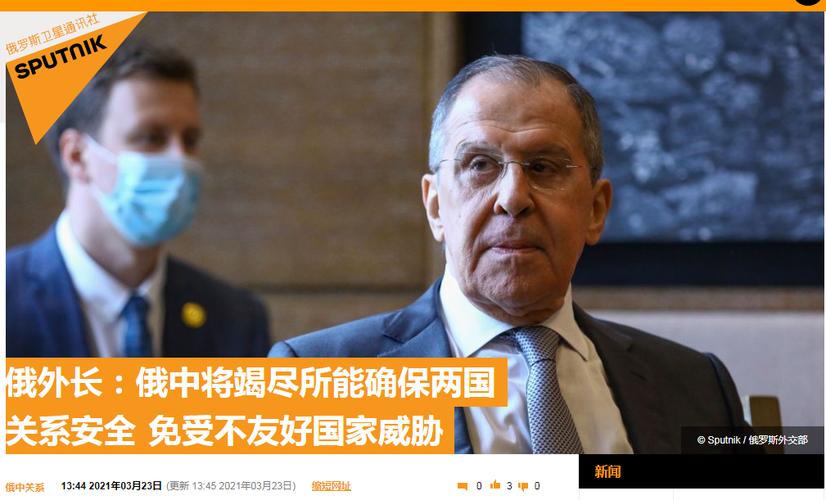 俄罗斯卫星通讯社
SPUTNIK
俄外长：俄中将竭尽所能确保两国
关系安全 免受不友好国家威胁
© Sputnik / 俄罗斯外交部
俄中关系 13:44 2021年03月23日 (更新 13:45 2021年03月23日) 缩短网址 0 3 0
新闻